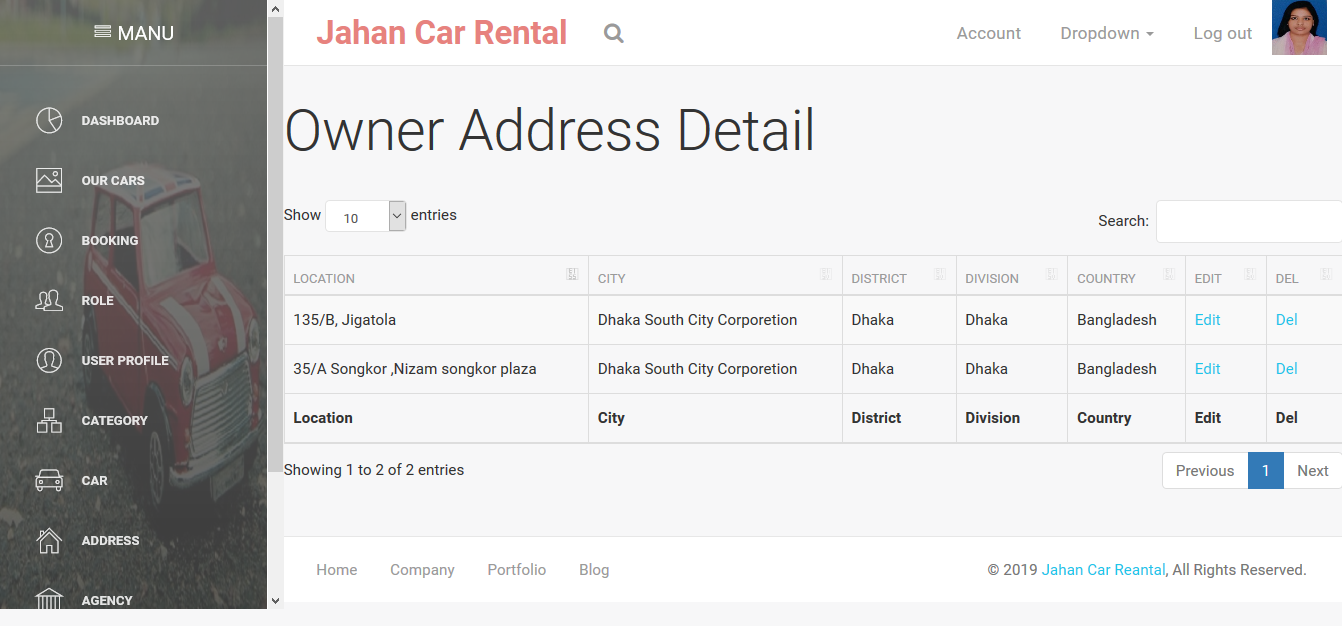 MANU
DASHBOARD
OUR CARS
BOOKING
ROLE
USER PROFILE
CATEGORY
CAR
ADDRESS
AGENCY
Jahan Car Rental Account Dropdown Log out
Owner Address Detail
Show 10 entries Search:
LOCATION CITY DISTRICT DIVISION COUNTRY EDIT DEL
135/B, Jigatola Dhaka South City Corporetion Dhaka Dhaka Bangladesh Edit Del
35/A Songkor ,Nizam songkor plaza Dhaka South City Corporetion Dhaka Dhaka Bangladesh Edit Del
Location City District Division Country Edit Del
Showing 1 to 2 of 2 entries Previous 1 Next
Home Company Portfolio Blog © 2019 Jahan Car Reantal, All Rights Reserved.